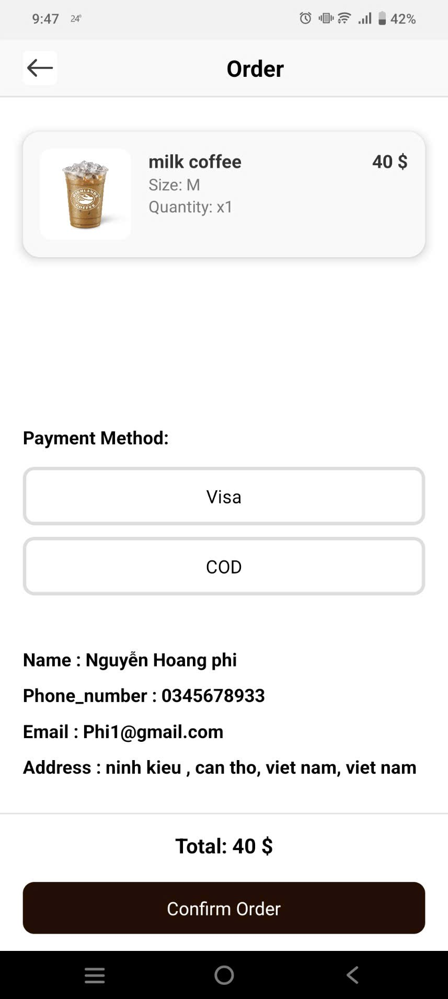 9:47 24° 42%
Order
milk coffee 40 $
Size: M
Quantity: x1
HIGHLANDS
COFFEE
Payment Method:
Visa
COD
Name : Nguyễn Hoang phi
Phone_number : 0345678933
Email : Phi1@gmail.com
Address : ninh kieu , can tho, viet nam, viet nam
Total: 40 $
Confirm Order